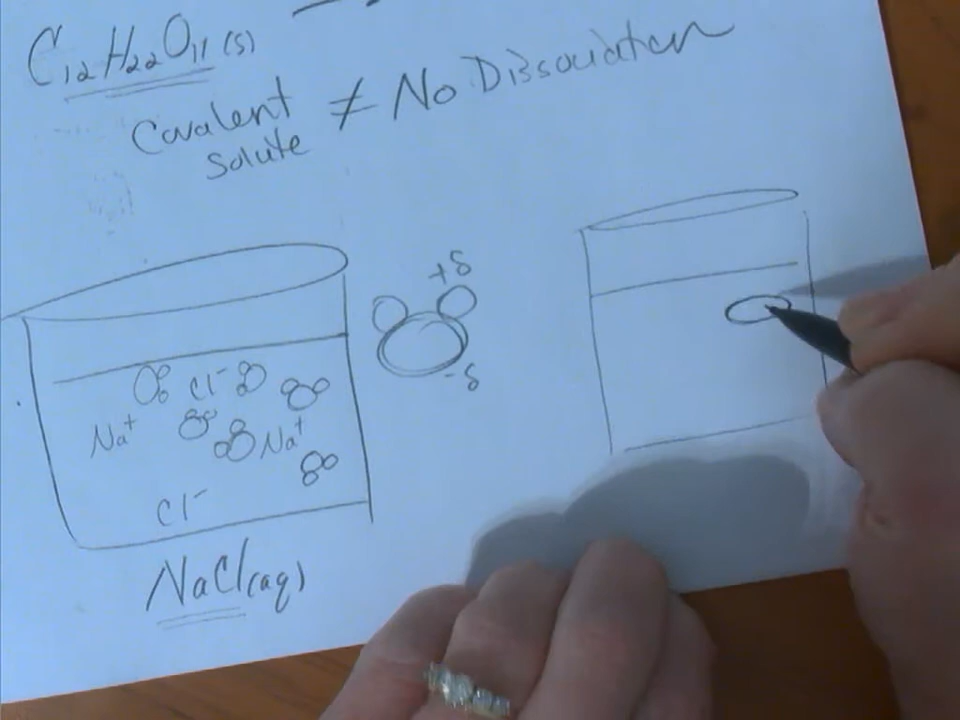 C₁₂H₂₂O₁₁(s)
Covalent solute ≠ No Dissociation
+δ
-δ
Cl⁻
Na⁺
Na⁺
Cl⁻
NaCl(aq)